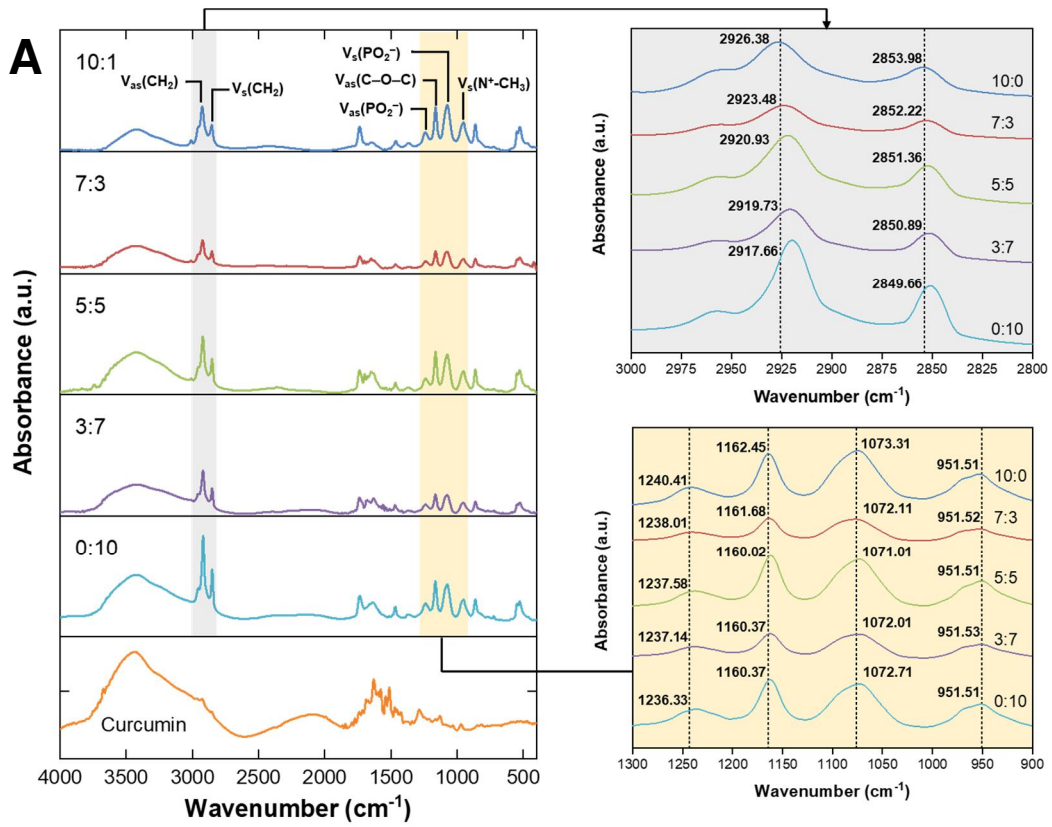 A
10:1
V_as(CH₂)
V_s(CH₂)
V_s(PO₂⁻)
V_as(C–O–C)
V_as(PO₂⁻)
V_s(N⁺-CH₃)
7:3
5:5
3:7
0:10
Curcumin
Absorbance (a.u.)
4000 3500 3000 2500 2000 1500 1000 500
Wavenumber (cm⁻¹)
2926.38
2853.98
10:0
2923.48
2852.22
7:3
2920.93
2851.36
5:5
2919.73
2850.89
3:7
2917.66
2849.66
0:10
Absorbance (a.u.)
3000 2975 2950 2925 2900 2875 2850 2825 2800
Wavenumber (cm⁻¹)
1240.41
1162.45
1073.31
951.51
10:0
1238.01
1161.68
1072.11
951.52
7:3
1237.58
1160.02
1071.01
951.51
5:5
1237.14
1160.37
1072.01
951.53
3:7
1236.33
1160.37
1072.71
951.51
0:10
Absorbance (a.u.)
1300 1250 1200 1150 1100 1050 1000 950 900
Wavenumber (cm⁻¹)